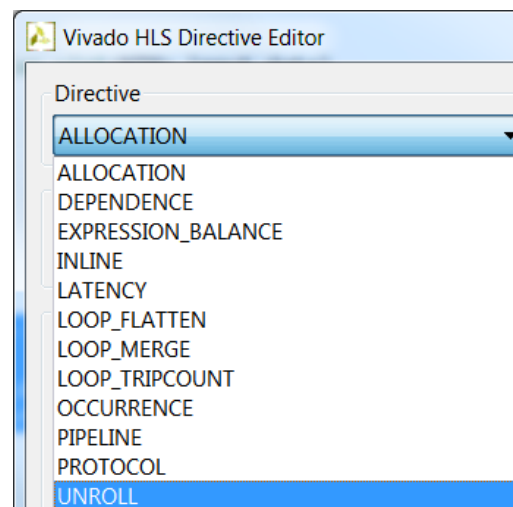 Vivado HLS Directive Editor
Directive
ALLOCATION
ALLOCATION
DEPENDENCE
EXPRESSION_BALANCE
INLINE
LATENCY
LOOP_FLATTEN
LOOP_MERGE
LOOP_TRIPCOUNT
OCCURRENCE
PIPELINE
PROTOCOL
UNROLL